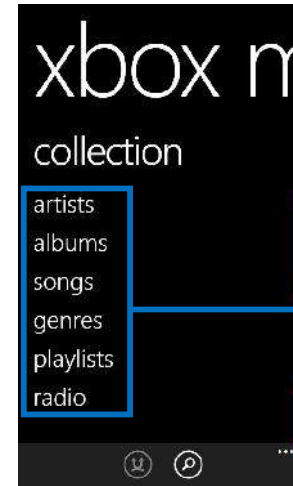 xbox m
collection
artists
albums
songs
genres
playlists
radio